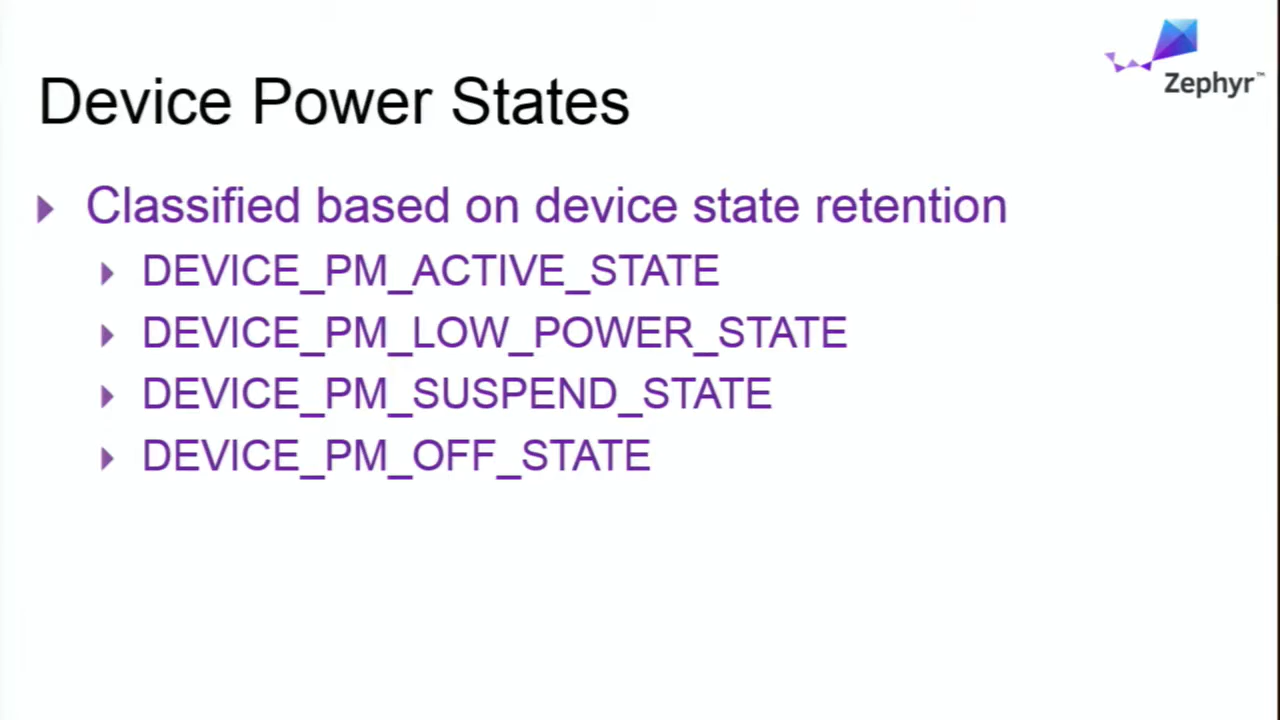 Zephyr™
Device Power States
Classified based on device state retention
DEVICE_PM_ACTIVE_STATE
DEVICE_PM_LOW_POWER_STATE
DEVICE_PM_SUSPEND_STATE
DEVICE_PM_OFF_STATE